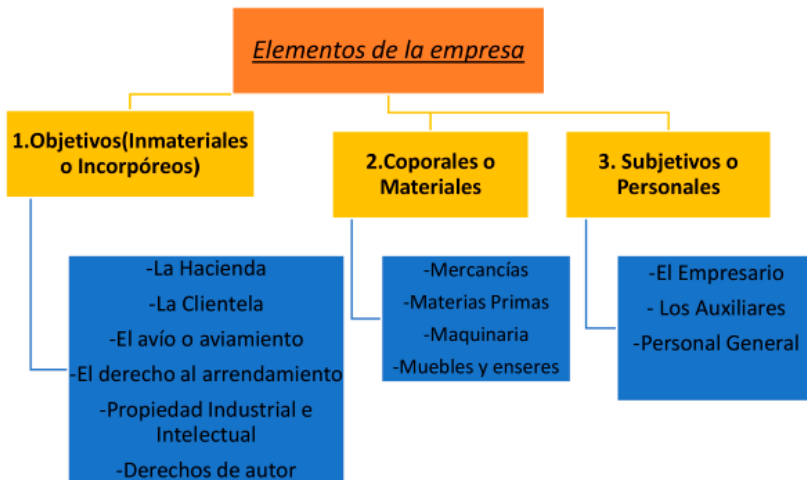 Elementos de la empresa
1.Objetivos(Inmateriales
o Incorpóreos)
2.Coporales o
Materiales
3. Subjetivos o
Personales
-La Hacienda
-La Clientela
-El avío o aviamiento
-El derecho al arrendamiento
-Propiedad Industrial e
Intelectual
-Derechos de autor
-Mercancías
-Materias Primas
-Maquinaria
-Muebles y enseres
-El Empresario
- Los Auxiliares
-Personal General